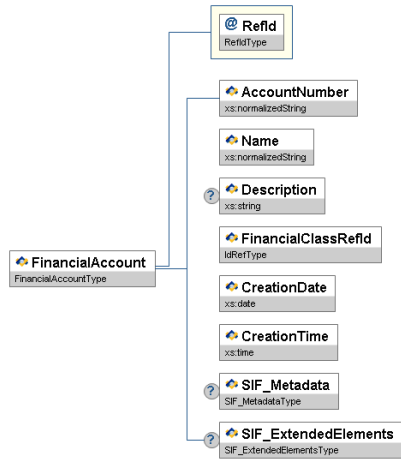 @ RefId
RefIdType
AccountNumber
xs:normalizedString
Name
xs:normalizedString
? Description
xs:string
FinancialAccount
FinancialAccountType
FinancialClassRefId
IdRefType
CreationDate
xs:date
CreationTime
xs:time
? SIF_Metadata
SIF_MetadataType
? SIF_ExtendedElements
SIF_ExtendedElementsType